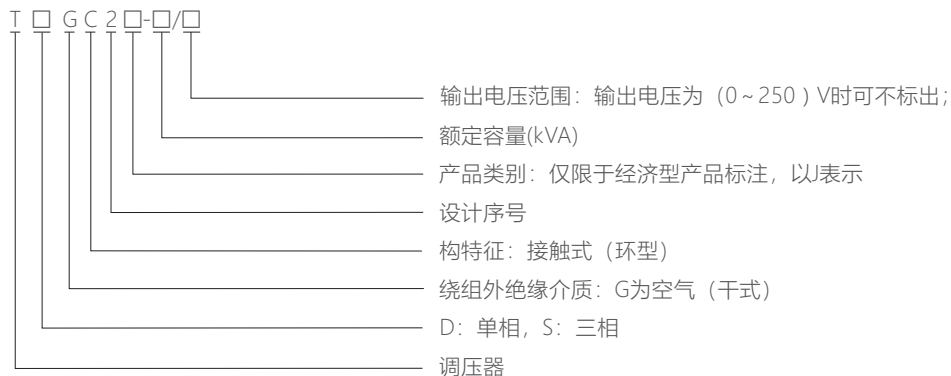 T □ G C 2 □-□/□
输出电压范围：输出电压为（0～250）V时可不标出；
额定容量(kVA)
产品类别：仅限于经济型产品标注，以J表示
设计序号
构特征：接触式（环型）
绕组外绝缘介质：G为空气（干式）
D：单相，S：三相
调压器